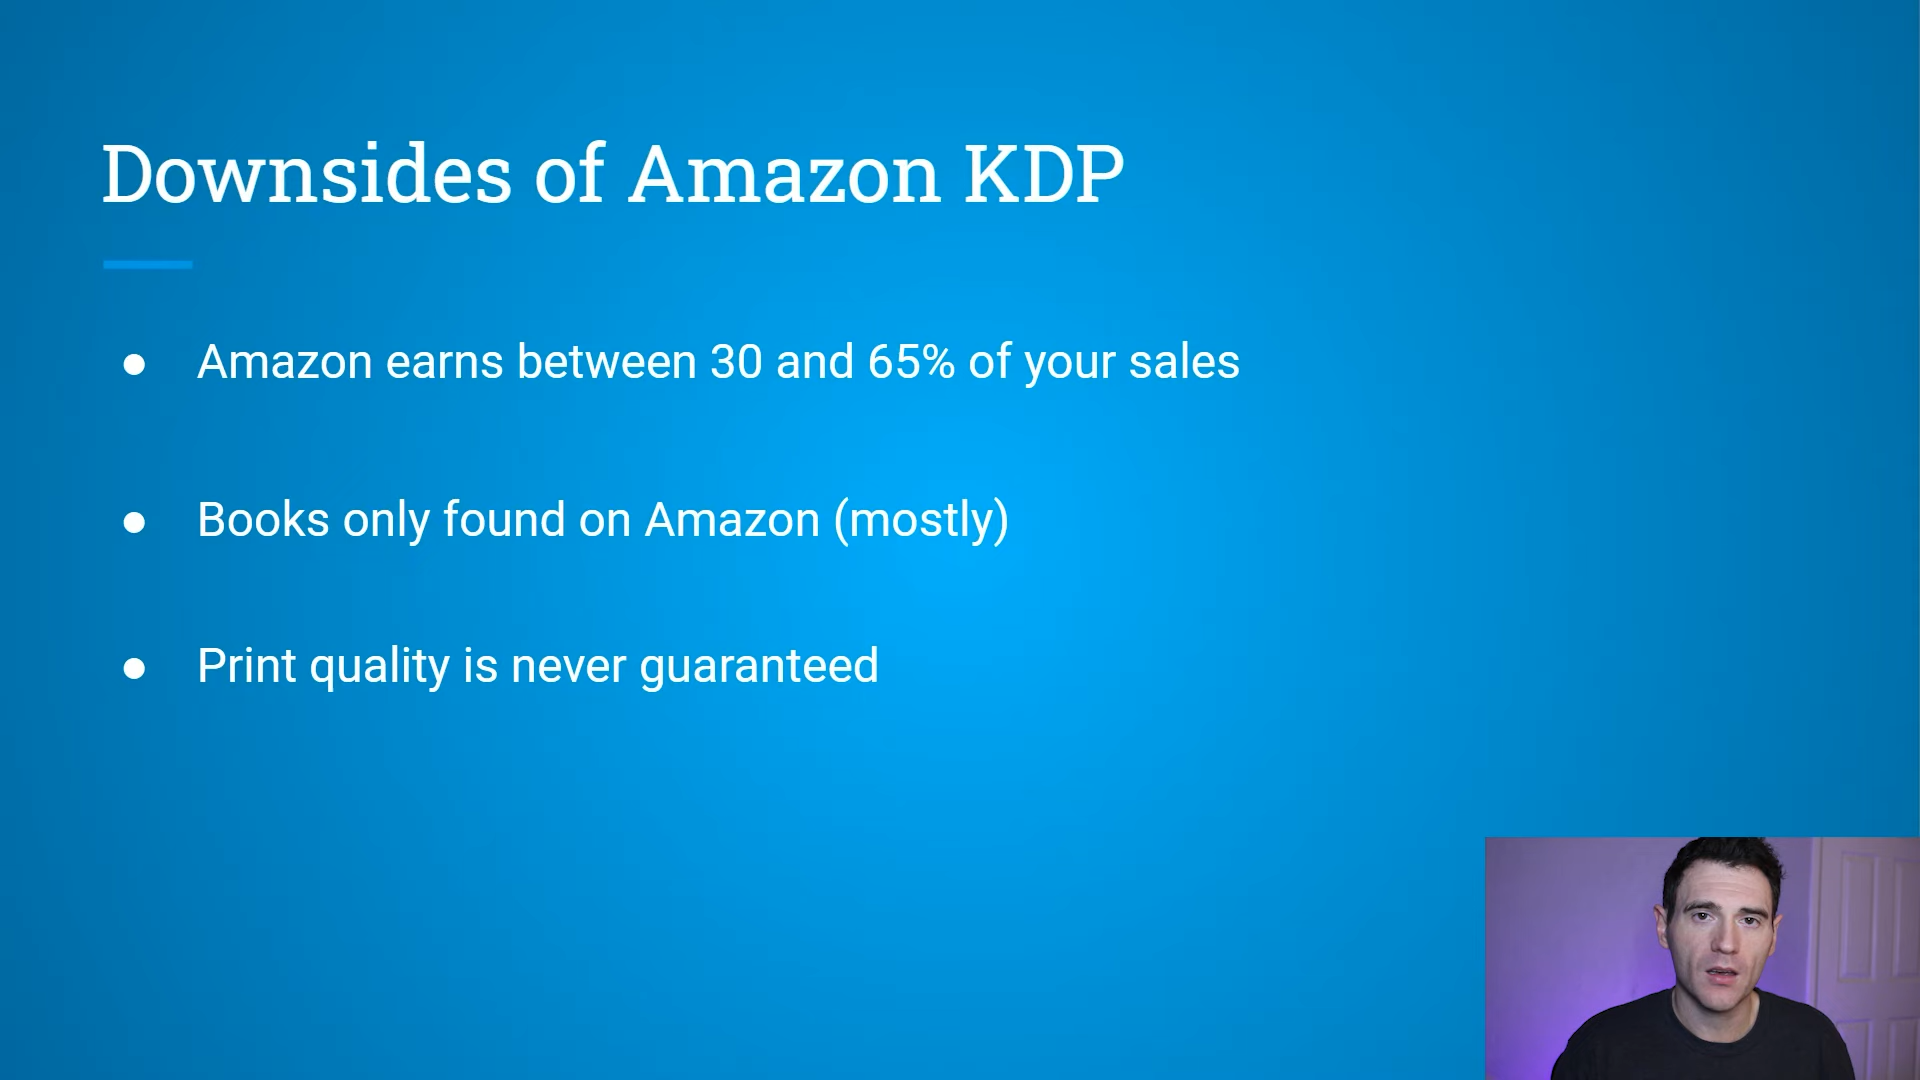 Downsides of Amazon KDP
● Amazon earns between 30 and 65% of your sales
● Books only found on Amazon (mostly)
● Print quality is never guaranteed